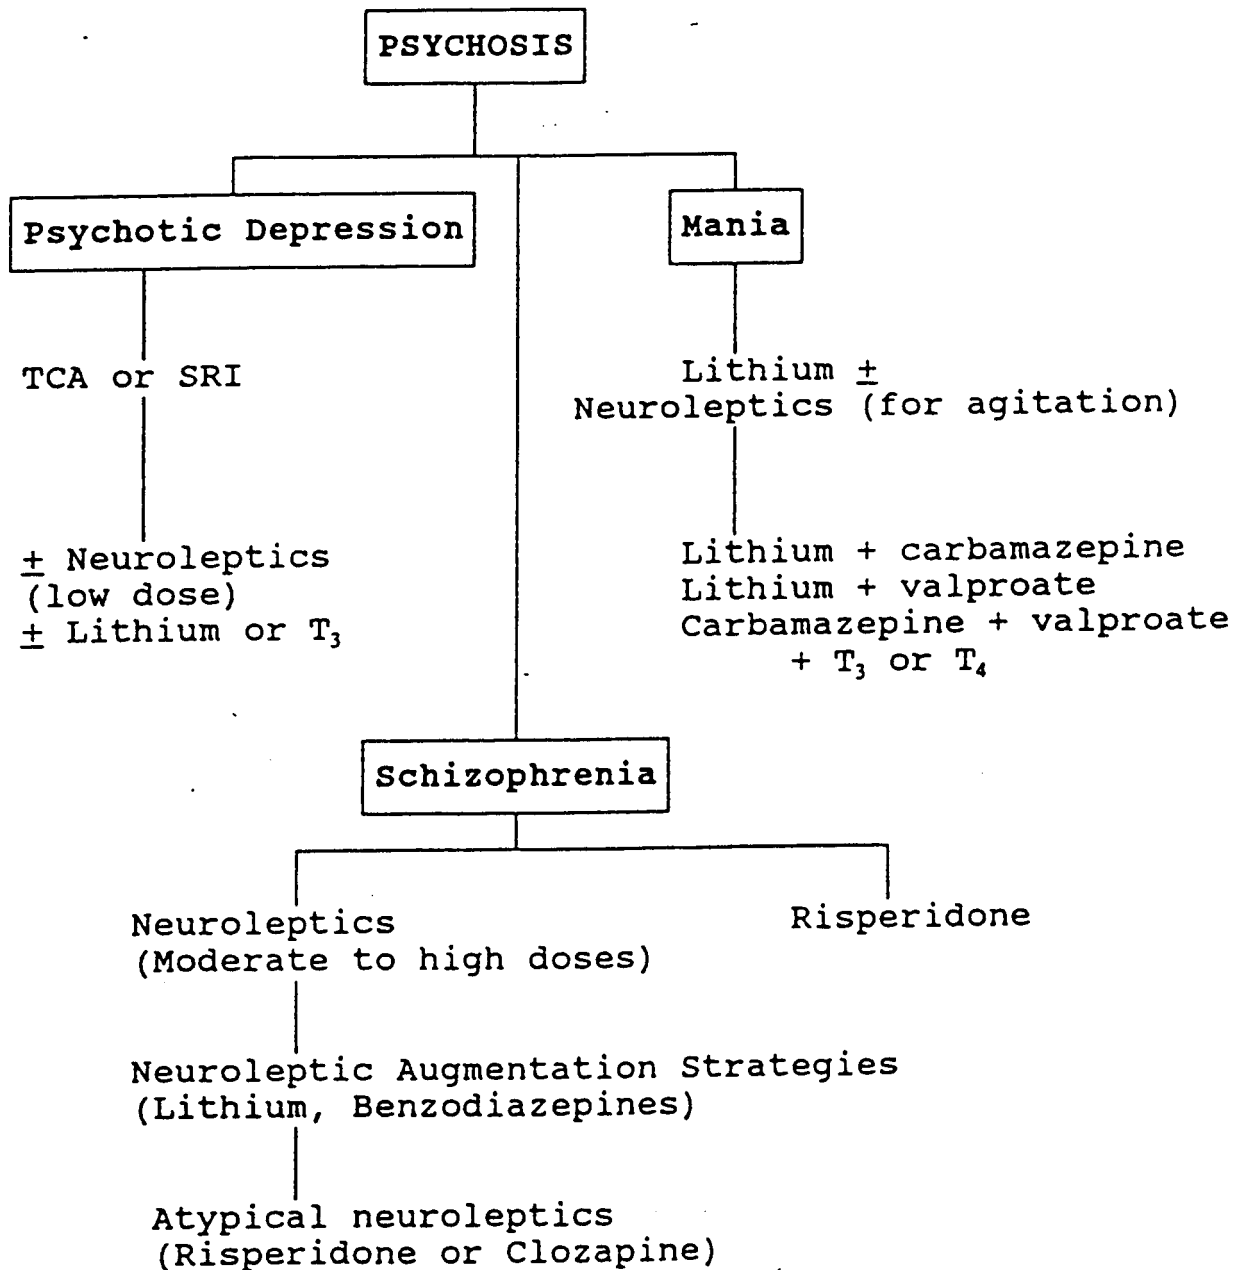 PSYCHOSIS
Psychotic Depression
Mania
TCA or SRI
Lithium ±
Neuroleptics (for agitation)
± Neuroleptics
(low dose)
± Lithium or T₃
Lithium + carbamazepine
Lithium + valproate
Carbamazepine + valproate
+ T₃ or T₄
Schizophrenia
Neuroleptics
(Moderate to high doses)
Risperidone
Neuroleptic Augmentation Strategies
(Lithium, Benzodiazepines)
Atypical neuroleptics
(Risperidone or Clozapine)